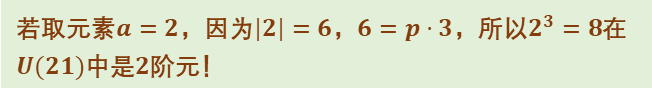 若取元素a = 2，因为|2| = 6，6 = p · 3，所以2³ = 8在
U(21)中是2阶元！